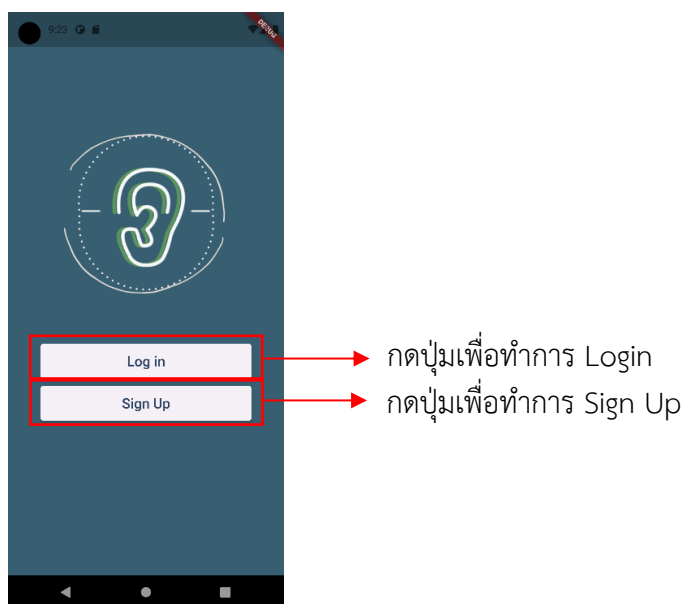 9:23
DEBUG
Log in
กดปุ่มเพื่อทำการ Login
Sign Up
กดปุ่มเพื่อทำการ Sign Up